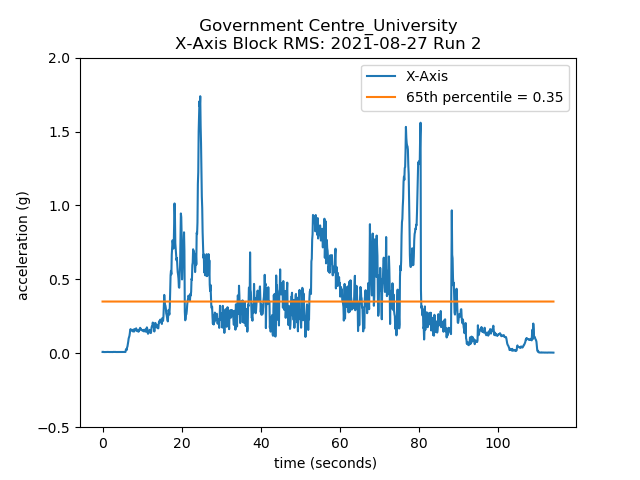 Government Centre_University
X-Axis Block RMS: 2021-08-27 Run 2
X-Axis
65th percentile = 0.35
acceleration (g)
2.0
1.5
1.0
0.5
0.0
−0.5
0 20 40 60 80 100
time (seconds)